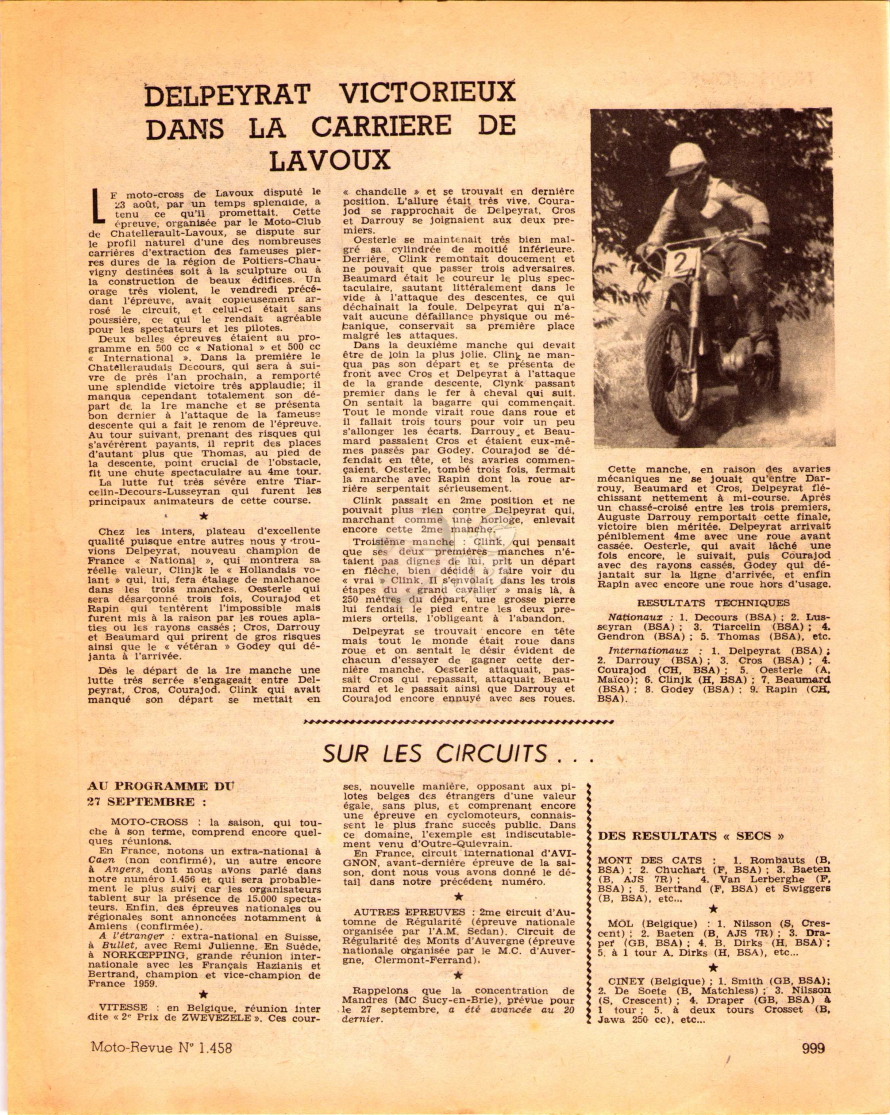 DELPEYRAT VICTORIEUX
DANS LA CARRIERE DE
LAVOUX
LE moto-cross de Lavoux disputé le
23 août, par un temps splendide, a
tenu ce qu'il promettait. Cette
épreuve, organisée par le Moto-Club
de Chatellerault-Lavoux, se dispute sur
le profil naturel d'une des nombreuses
carrières d'extraction des fameuses pier-
res dures de la région de Poitiers-Chau-
vigny destinées soit à la sculpture ou à
la construction de beaux édifices. Un
orage très violent, le vendredi précé-
dant l'épreuve, avait copieusement ar-
rosé le circuit, et celui-ci était sans
poussière, ce qui le rendait agréable
pour les spectateurs et les pilotes.
Deux belles épreuves étaient au pro-
gramme en 500 cc « National » et 500 cc
« International ». Dans la première le
Chatelleraudais Decours, qui sera à sui-
vre de près l'an prochain, a remporté
une splendide victoire très applaudie; il
manqua cependant totalement son dé-
part de la 1re manche et se présenta
bon dernier à l'attaque de la fameuse
descente qui a fait le renom de l'épreuve.
Au tour suivant, prenant des risques qui
s'avérèrent payants, il reprit des places
d'autant plus que Thomas, au pied de
la descente, point crucial de l'obstacle,
fit une chute spectaculaire au 4me tour.
La lutte fut très sévère entre Tiar-
celin-Decours-Lusseyran qui furent les
principaux animateurs de cette course.
★
Chez les inters, plateau d'excellente
qualité puisque entre autres nous y trou-
vions Delpeyrat, nouveau champion de
France « National », qui montrera sa
réelle valeur, Clinjk le « Hollandais vo-
lant » qui, lui, fera étalage de malchance
dans les trois manches. Oesterle qui
sera désarçonné trois fois, Courajod et
Rapin qui tentèrent l'impossible mais
furent mis à la raison par les roues apla-
ties ou les rayons cassés ; Cros, Darrouy
et Beaumard qui prirent de gros risques
ainsi que le « vétéran » Godey qui dé-
janta à l'arrivée.
Dès le départ de la 1re manche une
lutte très serrée s'engageait entre Del-
peyrat, Cros, Courajod. Clink qui avait
manqué son départ se mettait en
« chandelle » et se trouvait en dernière
position. L'allure était très vive. Coura-
jod se rapprochait de Delpeyrat, Cros
et Darrouy se joignaient aux deux pre-
miers.
Oesterle se maintenait très bien mal-
gré sa cylindrée de moitié inférieure.
Derrière, Clink remontait doucement et
ne pouvait que passer trois adversaires.
Beaumard était le coureur le plus spec-
taculaire, sautant littéralement dans le
vide à l'attaque des descentes, ce qui
déchaînait la foule. Delpeyrat qui n'a-
vait aucune défaillance physique ou mé-
canique, conservait sa première place
malgré les attaques.
Dans la deuxième manche qui devait
être de loin la plus jolie. Clink ne man-
qua pas son départ et se présenta de
front avec Cros et Delpeyrat à l'attaque
de la grande descente, Clynk passant
premier dans le fer à cheval qui suit.
On sentait la bagarre qui commençait.
Tout le monde virait roue dans roue et
il fallait trois tours pour voir un peu
s'allonger les écarts. Darrouy et Beau-
mard passaient Cros et étaient eux-mê-
mes passés par Godey. Courajod se dé-
fendait en tête, et les avaries commen-
çaient. Oesterle, tombé trois fois, fermait
la marche avec Rapin dont la roue ar-
rière serpentait sérieusement.
Clink passait en 2me position et ne
pouvait plus rien contre Delpeyrat qui,
marchant comme une horloge, enlevait
encore cette 2me manche.
Troisième manche : Clink, qui pensait
que ses deux premières manches n'é-
taient pas dignes de lui, prit un départ
en flèche, bien décidé à faire voir du
« vrai » Clink. Il s'envolait dans les trois
étapes du « grand cavalier » mais là, à
250 mètres du départ, une grosse pierre
lui fendait le pied entre les deux pre-
miers orteils, l'obligeant à l'abandon.
Delpeyrat se trouvait encore en tête
mais tout le monde était roue dans
roue et on sentait le désir évident de
chacun d'essayer de gagner cette der-
nière manche. Oesterle attaquait, pas-
sait Cros qui repassait, attaquait Beau-
mard et le passait ainsi que Darrouy et
Courajod encore ennuyé avec ses roues.
2
Cette manche, en raison des avaries
mécaniques ne se jouait qu'entre Dar-
rouy, Beaumard et Cros, Delpeyrat flé-
chissant nettement à mi-course. Après
un chassé-croisé entre les trois premiers,
Auguste Darrouy remportait cette finale,
victoire bien méritée. Delpeyrat arrivait
péniblement 4me avec une roue avant
cassée. Oesterle, qui avait lâché une
fois encore, le suivait, puis Courajod
avec des rayons cassés, Godey qui dé-
jantait sur la ligne d'arrivée, et enfin
Rapin avec encore une roue hors d'usage.
RESULTATS TECHNIQUES
Nationaux : 1. Decours (BSA) ; 2. Lus-
seyran (BSA) ; 3. Tiarcelin (BSA) ; 4.
Gendron (BSA) ; 5. Thomas (BSA), etc.
Internationaux : 1. Delpeyrat (BSA) ;
2. Darrouy (BSA) ; 3. Cros (BSA) ; 4.
Courajod (CH, BSA) ; 5. Oesterle (A,
Maïco); 6. Clinjk (H, BSA) ; 7. Beaumard
(BSA) ; 8. Godey (BSA) ; 9. Rapin (CH,
BSA).
SUR LES CIRCUITS . . .
AU PROGRAMME DU
27 SEPTEMBRE :
MOTO-CROSS : la saison, qui tou-
che à son terme, comprend encore quel-
ques réunions.
En France, notons un extra-national à
Caen (non confirmé), un autre encore
à Angers, dont nous avons parlé dans
notre numéro 1.456 et qui sera probable-
ment le plus suivi car les organisateurs
tablent sur la présence de 15.000 specta-
teurs. Enfin, des épreuves nationales ou
régionales sont annoncées notamment à
Amiens (confirmée).
A l'étranger : extra-national en Suisse,
à Bullet, avec Remi Julienne. En Suède,
à NORKŒPPING, grande réunion inter-
nationale avec les Français Hazianis et
Bertrand, champion et vice-champion de
France 1959.
★
VITESSE : en Belgique, réunion inter
dite « 2e Prix de ZWEVEZELE ». Ces cour-
ses, nouvelle manière, opposant aux pi-
lotes belges des étrangers d'une valeur
égale, sans plus, et comprenant encore
une épreuve en cyclomoteurs, connais-
sent le plus franc succès public. Dans
ce domaine, l'exemple est indiscutable-
ment venu d'Outre-Quievrain.
En France, circuit international d'AVI-
GNON, avant-dernière épreuve de la sai-
son, dont nous vous avons donné le dé-
tail dans notre précédent numéro.
★
AUTRES EPREUVES : 2me circuit d'Au-
tomne de Régularité (épreuve nationale
organisée par l'A.M. Sedan). Circuit de
Régularité des Monts d'Auvergne (épreuve
nationale organisée par le M.C. d'Auver-
gne, Clermont-Ferrand).
★
Rappelons que la concentration de
Mandres (MC Sucy-en-Brie), prévue pour
le 27 septembre, a été avancée au 20
dernier.
DES RESULTATS « SECS »
MONT DES CATS : 1. Rombauts (B,
BSA) ; 2. Chuchart (F, BSA) ; 3. Baeten
(B, AJS 7R) ; 4. Van Lerberghe (F,
BSA) ; 5. Bertrand (F, BSA) et Swiggers
(B, BSA), etc...
★
MOL (Belgique) : 1. Nilsson (S, Cres-
cent) ; 2. Baeten (B, AJS 7R) ; 3. Dra-
per (GB, BSA) ; 4. B. Dirks (H, BSA) ;
5. à 1 tour A. Dirks (H, BSA), etc...
★
CINEY (Belgique) ; 1. Smith (GB, BSA);
2. De Soete (B, Matchless) ; 3. Nilsson
(S, Crescent) ; 4. Draper (GB, BSA) à
1 tour ; 5. à deux tours Crosset (B,
Jawa 250 cc), etc...
Moto-Revue N° 1.458
999